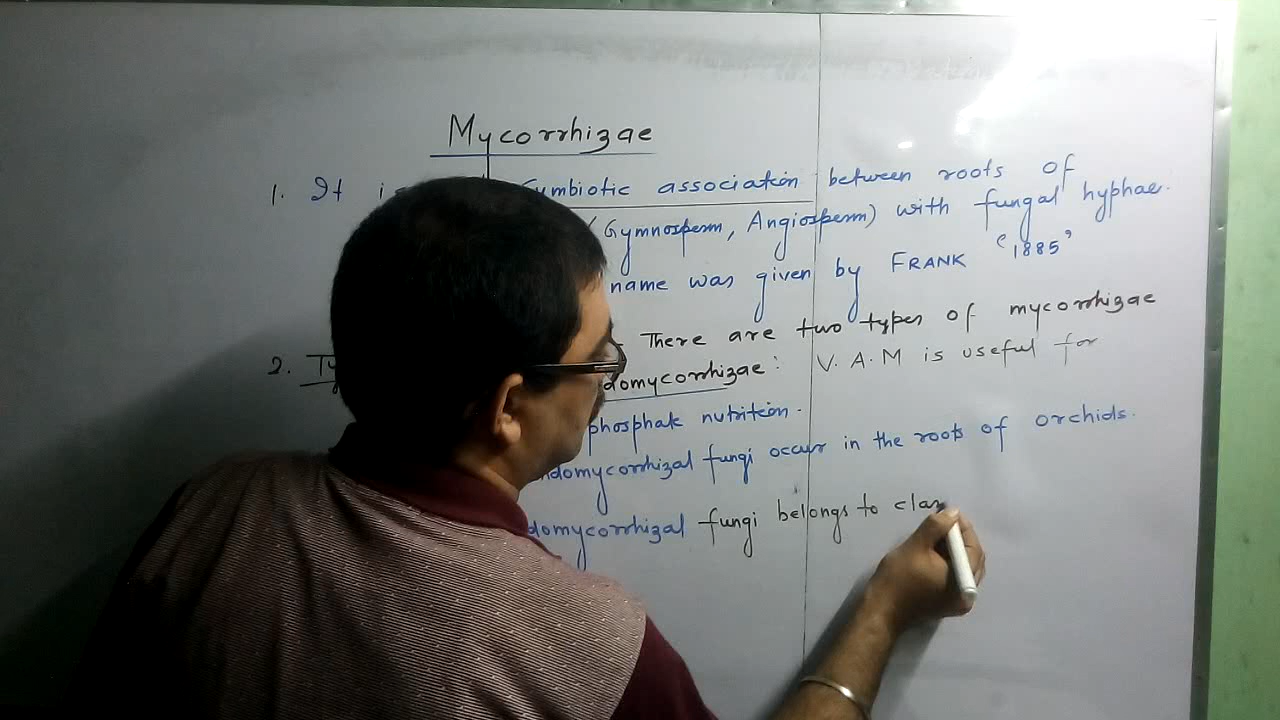 Mycorrhizae
1. It is Symbiotic association between roots of
(Gymnosperm, Angiosperm) with fungal hyphae.
name was given by FRANK '1885'
2. There are two types of mycorrhizae
domycorrhizae: V.A.M is useful for
phosphate nutrition.
ndomycorrhizal fungi occur in the roots of orchids.
domycorrhizal fungi belongs to clas